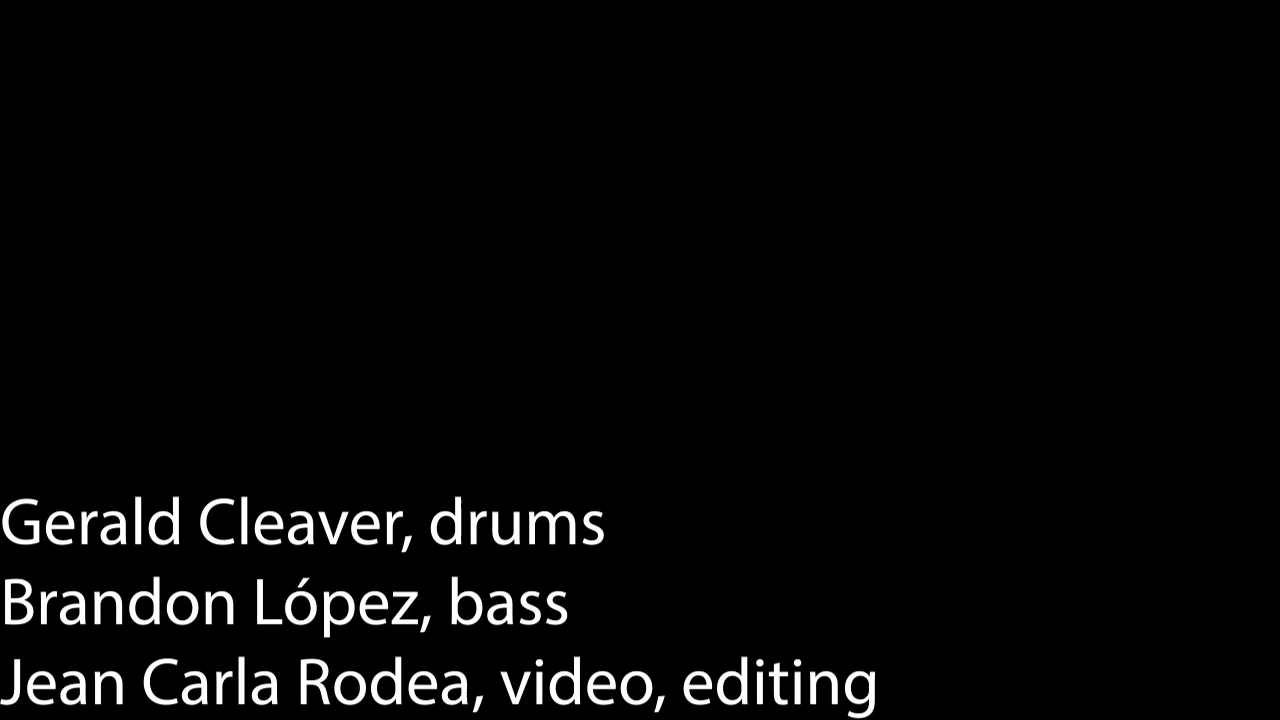 Gerald Cleaver, drums
Brandon López, bass
Jean Carla Rodea, video, editing